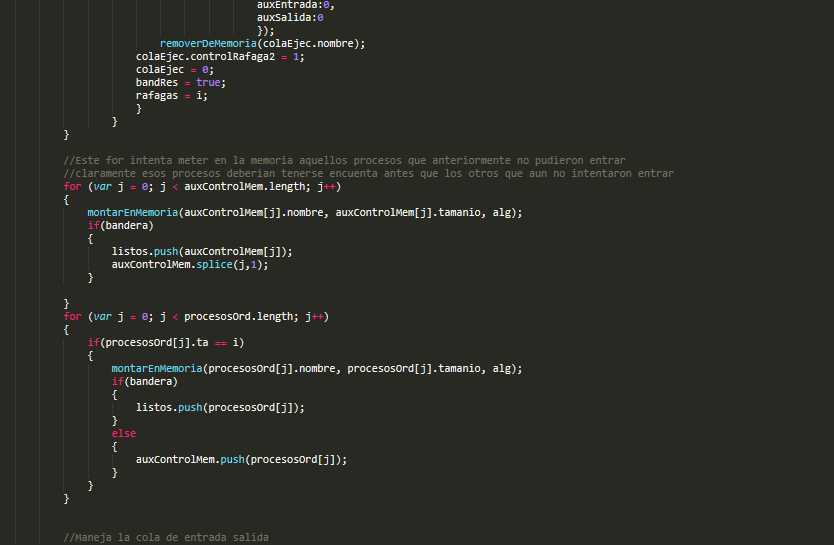 auxEntrada:0,
auxSalida:0
});
removerDeMemoria(colaEjec.nombre);
colaEjec.controlRafaga2 = 1;
colaEjec = 0;
bandRes = true;
rafagas = i;
}
}
}
//Este for intenta meter en la memoria aquellos procesos que anteriormente no pudieron entrar
//claramente esos procesos deberian tenerse encuenta antes que los otros que aun no intentaron entrar
for (var j = 0; j < auxControlMem.length; j++)
{
montarEnMemoria(auxControlMem[j].nombre, auxControlMem[j].tamanio, alg);
if(bandera)
{
listos.push(auxControlMem[j]);
auxControlMem.splice(j,1);
}
}
for (var j = 0; j < procesosOrd.length; j++)
{
if(procesosOrd[j].ta == i)
{
montarEnMemoria(procesosOrd[j].nombre, procesosOrd[j].tamanio, alg);
if(bandera)
{
listos.push(procesosOrd[j]);
}
else
{
auxControlMem.push(procesosOrd[j]);
}
}
}
//Maneja la cola de entrada salida